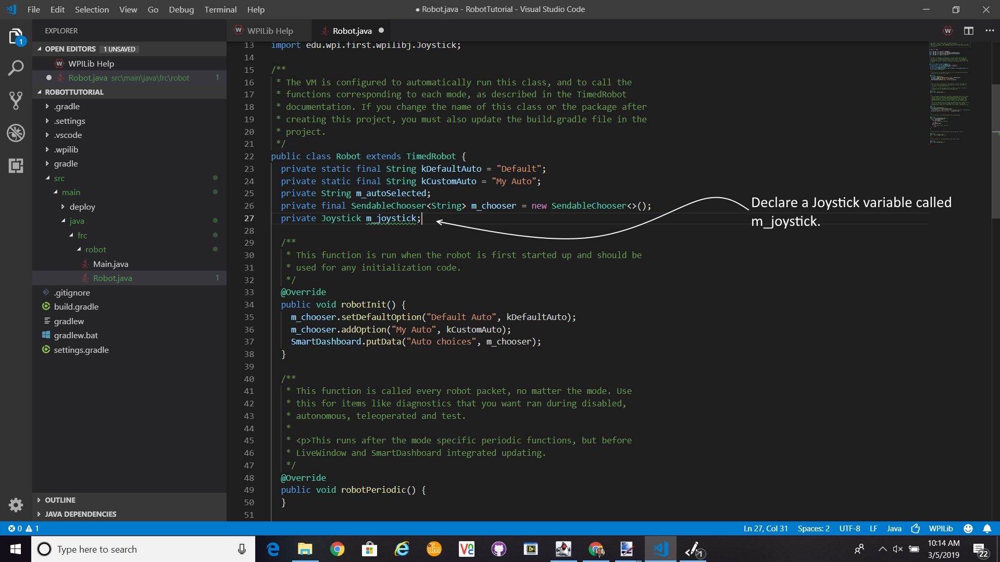 File Edit Selection View Go Debug Terminal Help
● Robot.java - RobotTutorial - Visual Studio Code
1
EXPLORER
OPEN EDITORS 1 UNSAVED
WPILib Help
Robot.java src\main\java\frc\robot 1
ROBOTTUTORIAL
.gradle
.settings
.vscode
.wpilib
gradle
src
main
deploy
java
frc
robot
Main.java
Robot.java 1
.gitignore
build.gradle
gradlew
gradlew.bat
settings.gradle
OUTLINE
JAVA DEPENDENCIES
WPILib Help
Robot.java
13 import edu.wpi.first.wpilibj.Joystick;
14
15 /**
16 * The VM is configured to automatically run this class, and to call the
17 * functions corresponding to each mode, as described in the TimedRobot
18 * documentation. If you change the name of this class or the package after
19 * creating this project, you must also update the build.gradle file in the
20 * project.
21 */
22 public class Robot extends TimedRobot {
23 private static final String kDefaultAuto = "Default";
24 private static final String kCustomAuto = "My Auto";
25 private String m_autoSelected;
26 private final SendableChooser<String> m_chooser = new SendableChooser<>();
27 private Joystick m_joystick;
28
29 /**
30 * This function is run when the robot is first started up and should be
31 * used for any initialization code.
32 */
33 @Override
34 public void robotInit() {
35 m_chooser.setDefaultOption("Default Auto", kDefaultAuto);
36 m_chooser.addOption("My Auto", kCustomAuto);
37 SmartDashboard.putData("Auto choices", m_chooser);
38 }
39
40 /**
41 * This function is called every robot packet, no matter the mode. Use
42 * this for items like diagnostics that you want ran during disabled,
43 * autonomous, teleoperated and test.
44 *
45 * <p>This runs after the mode specific periodic functions, but before
46 * LiveWindow and SmartDashboard integrated updating.
47 */
48 @Override
49 public void robotPeriodic() {
50 }
51
Declare a Joystick variable called
m_joystick.
0 1
Ln 27, Col 31 Spaces: 2 UTF-8 LF Java WPILib
Type here to search
10:14 AM
3/5/2019
22